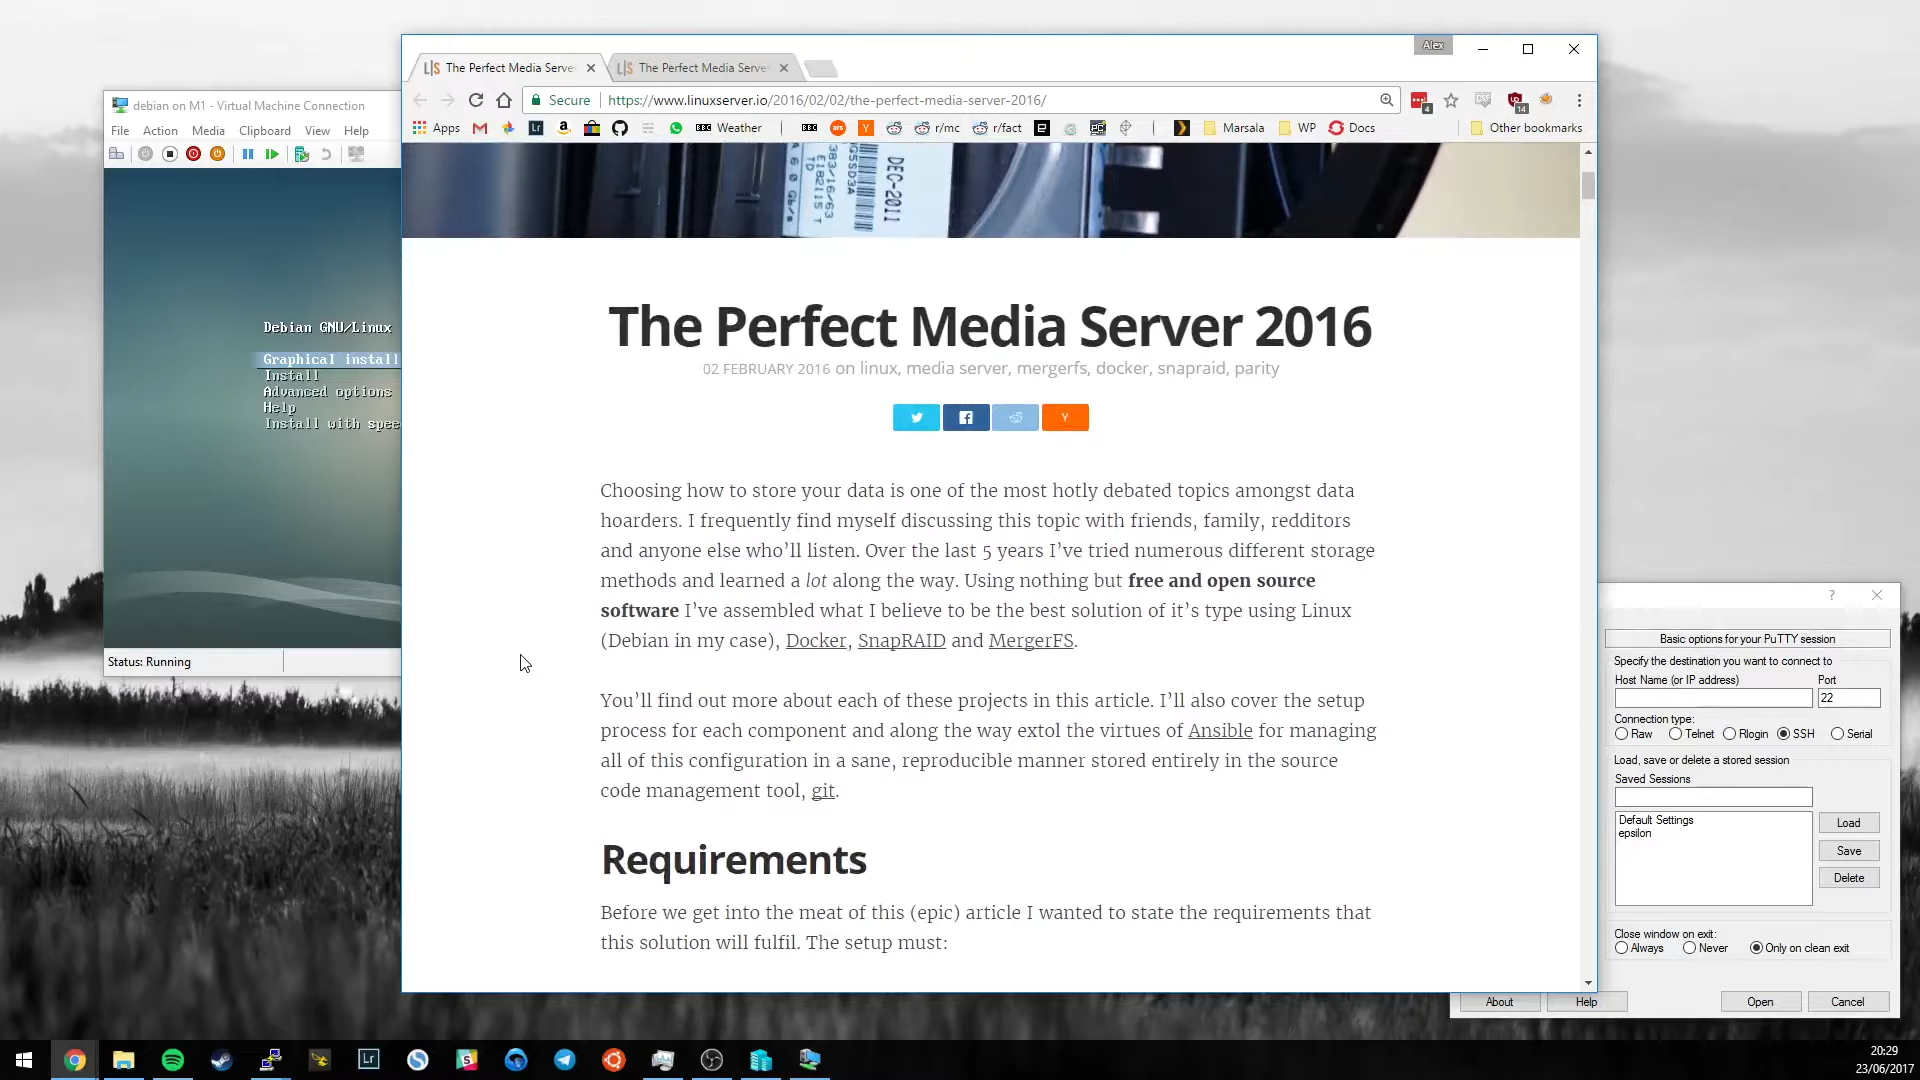 Alex
The Perfect Media Serve
The Perfect Media Serve
debian on M1 - Virtual Machine Connection
File Action Media Clipboard View Help
Secure https://www.linuxserver.io/2016/02/02/the-perfect-media-server-2016/
Apps BBC Weather BBC ars r/mc r/fact Marsala WP Docs Other bookmarks
DEC-2011
Debian GNU/Linux
Graphical install
Install
Advanced options
Help
Install with spee
Status: Running
The Perfect Media Server 2016
02 FEBRUARY 2016 on linux, media server, mergerfs, docker, snapraid, parity
Choosing how to store your data is one of the most hotly debated topics amongst data
hoarders. I frequently find myself discussing this topic with friends, family, redditors
and anyone else who’ll listen. Over the last 5 years I’ve tried numerous different storage
methods and learned a lot along the way. Using nothing but free and open source
software I’ve assembled what I believe to be the best solution of it’s type using Linux
(Debian in my case), Docker, SnapRAID and MergerFS.
You’ll find out more about each of these projects in this article. I’ll also cover the setup
process for each component and along the way extol the virtues of Ansible for managing
all of this configuration in a sane, reproducible manner stored entirely in the source
code management tool, git.
Requirements
Before we get into the meat of this (epic) article I wanted to state the requirements that
this solution will fulfil. The setup must:
Basic options for your PuTTY session
Specify the destination you want to connect to
Host Name (or IP address) Port
22
Connection type:
Raw Telnet Rlogin SSH Serial
Load, save or delete a stored session
Saved Sessions
Default Settings
epsilon
Load
Save
Delete
Close window on exit:
Always Never Only on clean exit
About Help Open Cancel
Lr
20:29
23/06/2017